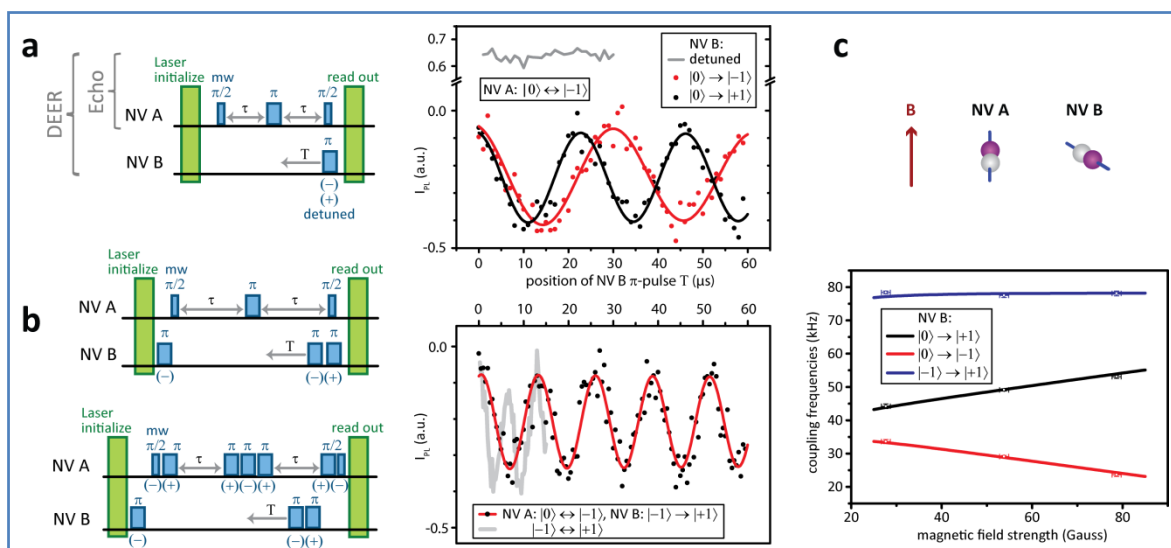 a
DEER
Echo
Laser
initialize
mw
read out
π/2
π
π/2
NV A
τ
τ
π
NV B
T
(−)
(+)
detuned
0.7
0.6
0.0
-0.5
I_PL (a.u.)
NV A: |0⟩ ↔ |−1⟩
NV B:
detuned
|0⟩ → |−1⟩
|0⟩ → |+1⟩
0 10 20 30 40 50 60
position of NV B π-pulse T (µs)
b
Laser
initialize
mw
read out
π/2
π
π/2
NV A
τ
τ
π
π π
NV B
T
(−)
(−)(+)
Laser
initialize
mw
read out
π/2 π
π π π
π π/2
NV A
τ
τ
(−)(+)
(+)(−)(+)
(+)(−)
π
π π
NV B
T
(−)
(−)(+)
0.0
-0.5
I_PL (a.u.)
NV A: |0⟩ ↔ |−1⟩, NV B: |−1⟩ → |+1⟩
|−1⟩ ↔ |+1⟩
0 10 20 30 40 50 60
c
B
NV A
NV B
80
70
60
50
40
30
20
coupling frequencies (kHz)
NV B:
|0⟩ → |+1⟩
|0⟩ → |−1⟩
|−1⟩ → |+1⟩
20 40 60 80
magnetic field strength (Gauss)